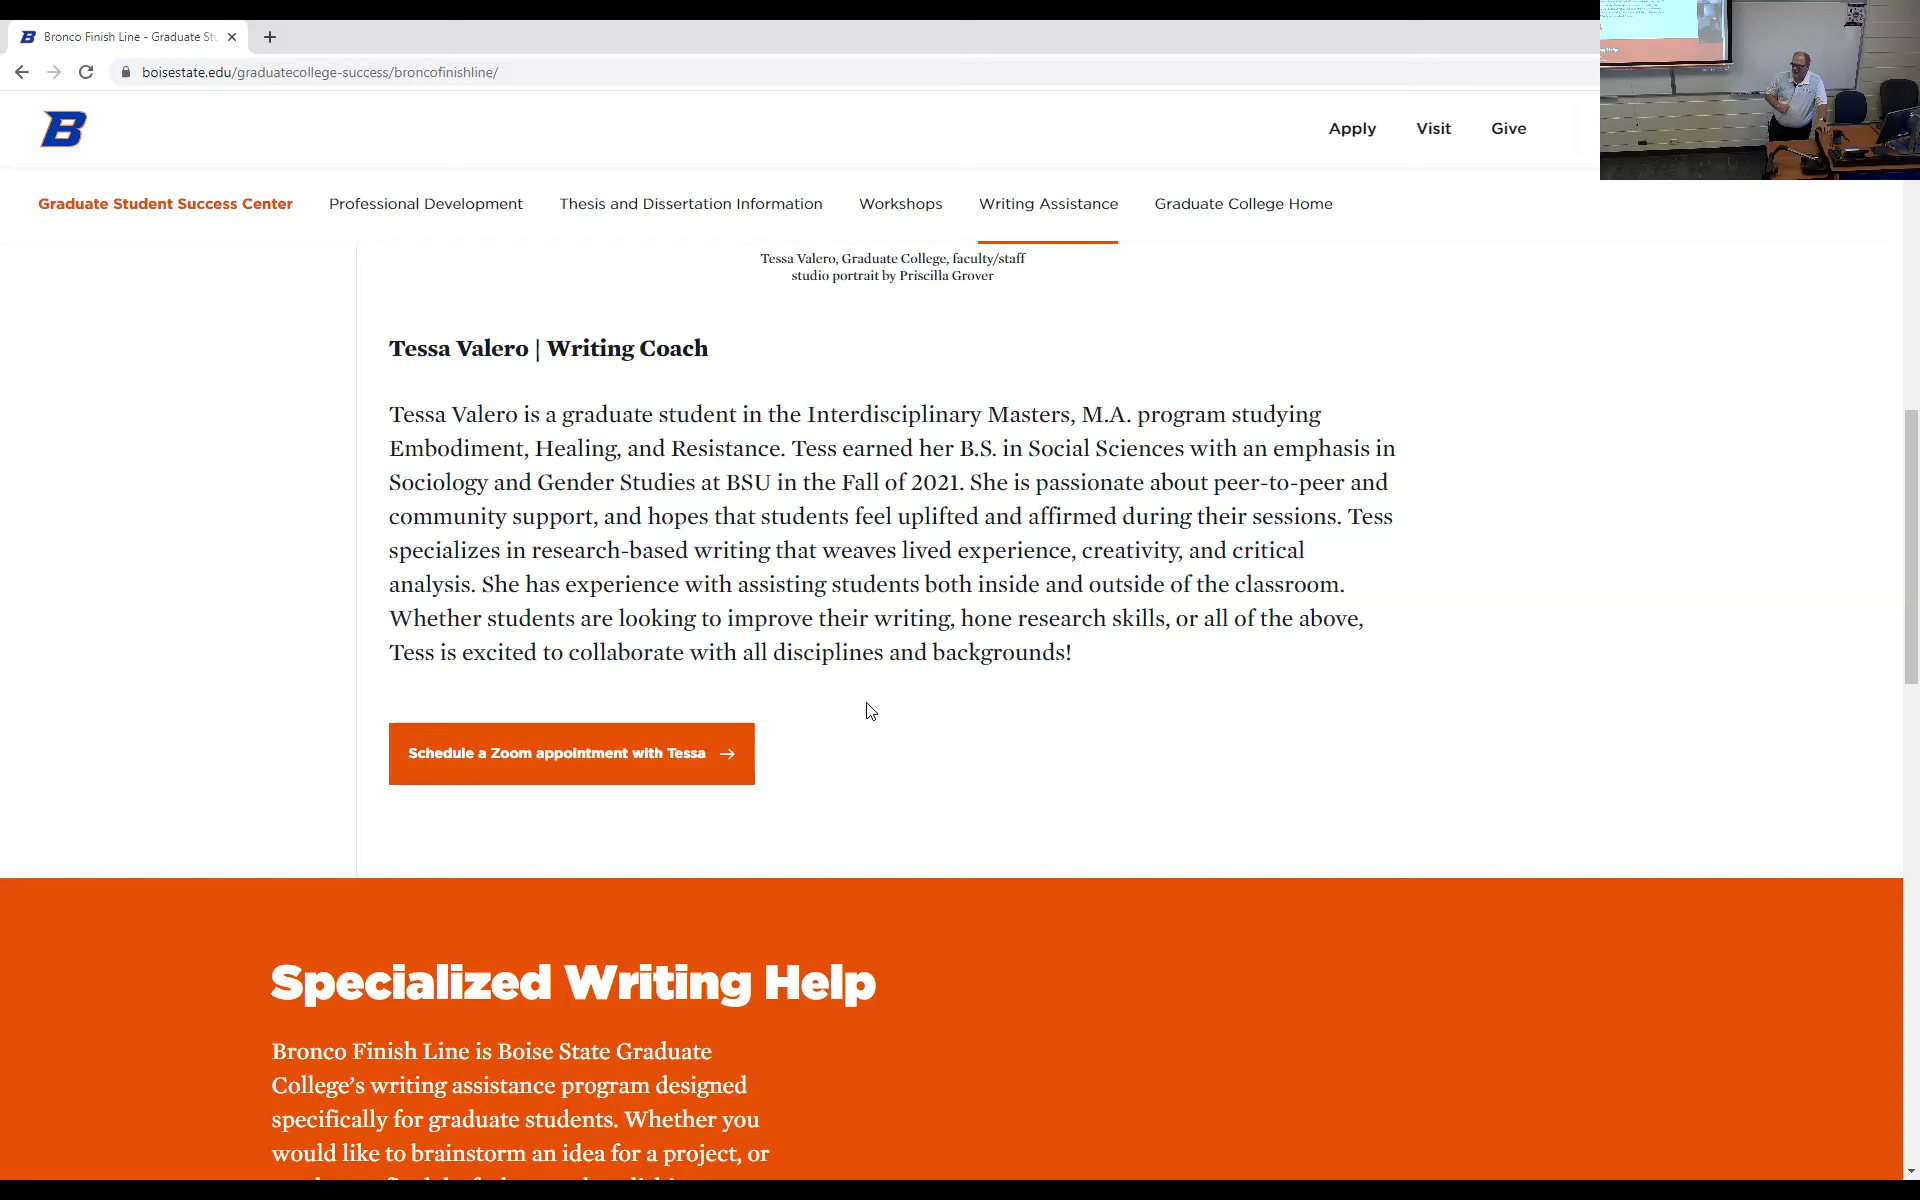 Bronco Finish Line - Graduate Stu
boisestate.edu/graduatecollege-success/broncofinishline/
B
Apply Visit Give
Graduate Student Success Center Professional Development Thesis and Dissertation Information Workshops Writing Assistance Graduate College Home
Tessa Valero, Graduate College, faculty/staff
studio portrait by Priscilla Grover
Tessa Valero | Writing Coach
Tessa Valero is a graduate student in the Interdisciplinary Masters, M.A. program studying
Embodiment, Healing, and Resistance. Tess earned her B.S. in Social Sciences with an emphasis in
Sociology and Gender Studies at BSU in the Fall of 2021. She is passionate about peer-to-peer and
community support, and hopes that students feel uplifted and affirmed during their sessions. Tess
specializes in research-based writing that weaves lived experience, creativity, and critical
analysis. She has experience with assisting students both inside and outside of the classroom.
Whether students are looking to improve their writing, hone research skills, or all of the above,
Tess is excited to collaborate with all disciplines and backgrounds!
Schedule a Zoom appointment with Tessa →
Specialized Writing Help
Bronco Finish Line is Boise State Graduate
College's writing assistance program designed
specifically for graduate students. Whether you
would like to brainstorm an idea for a project, or